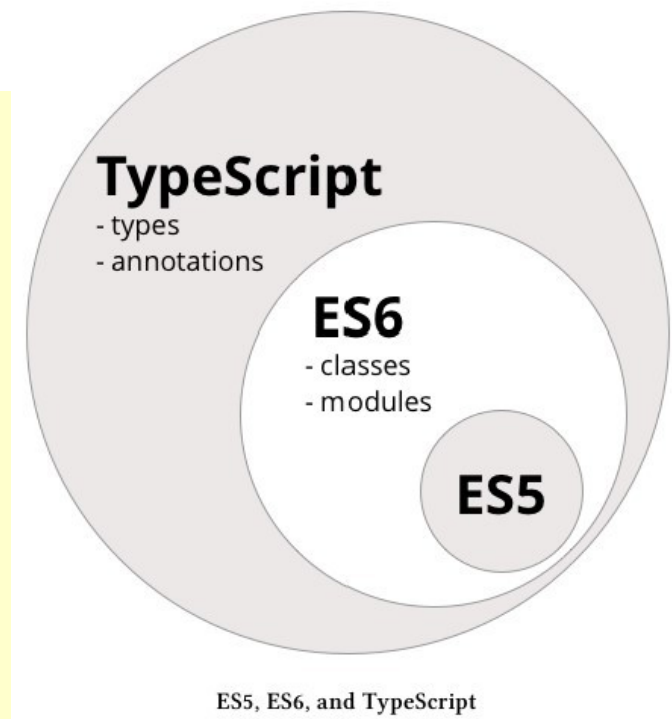 TypeScript
- types
- annotations
ES6
- classes
- modules
ES5
ES5, ES6, and TypeScript